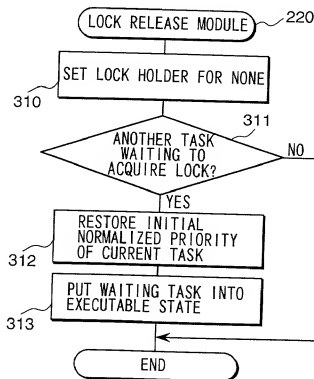 LOCK RELEASE MODULE
220
SET LOCK HOLDER FOR NONE
310
311
ANOTHER TASK
WAITING TO
ACQUIRE LOCK?
NO
YES
RESTORE INITIAL
NORMALIZED PRIORITY
OF CURRENT TASK
312
PUT WAITING TASK INTO
EXECUTABLE STATE
313
END